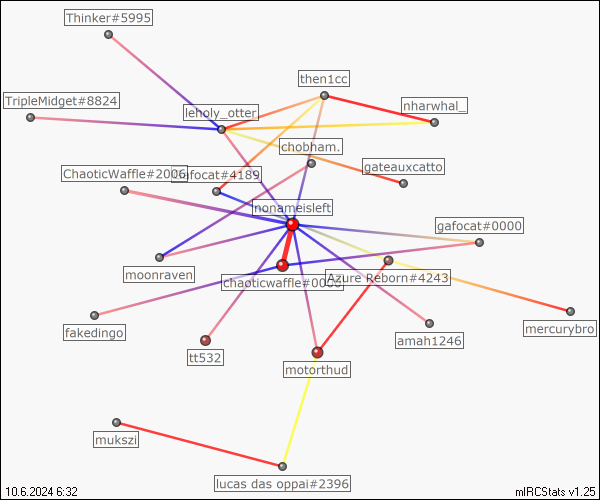 Thinker#5995
then1cc
TripleMidget#8824
leholy_otter
nharwhal_
chobham.
ChaoticWaffle#2006
gafocat#4189
gateauxcatto
nonameisleft
gafocat#0000
moonraven
chaoticwaffle#0000
Azure Reborn#4243
fakedingo
mercurybro
amah1246
tt532
motorthud
mukszi
lucas das oppai#2396
10.6.2024 6:32
mIRCStats v1.25